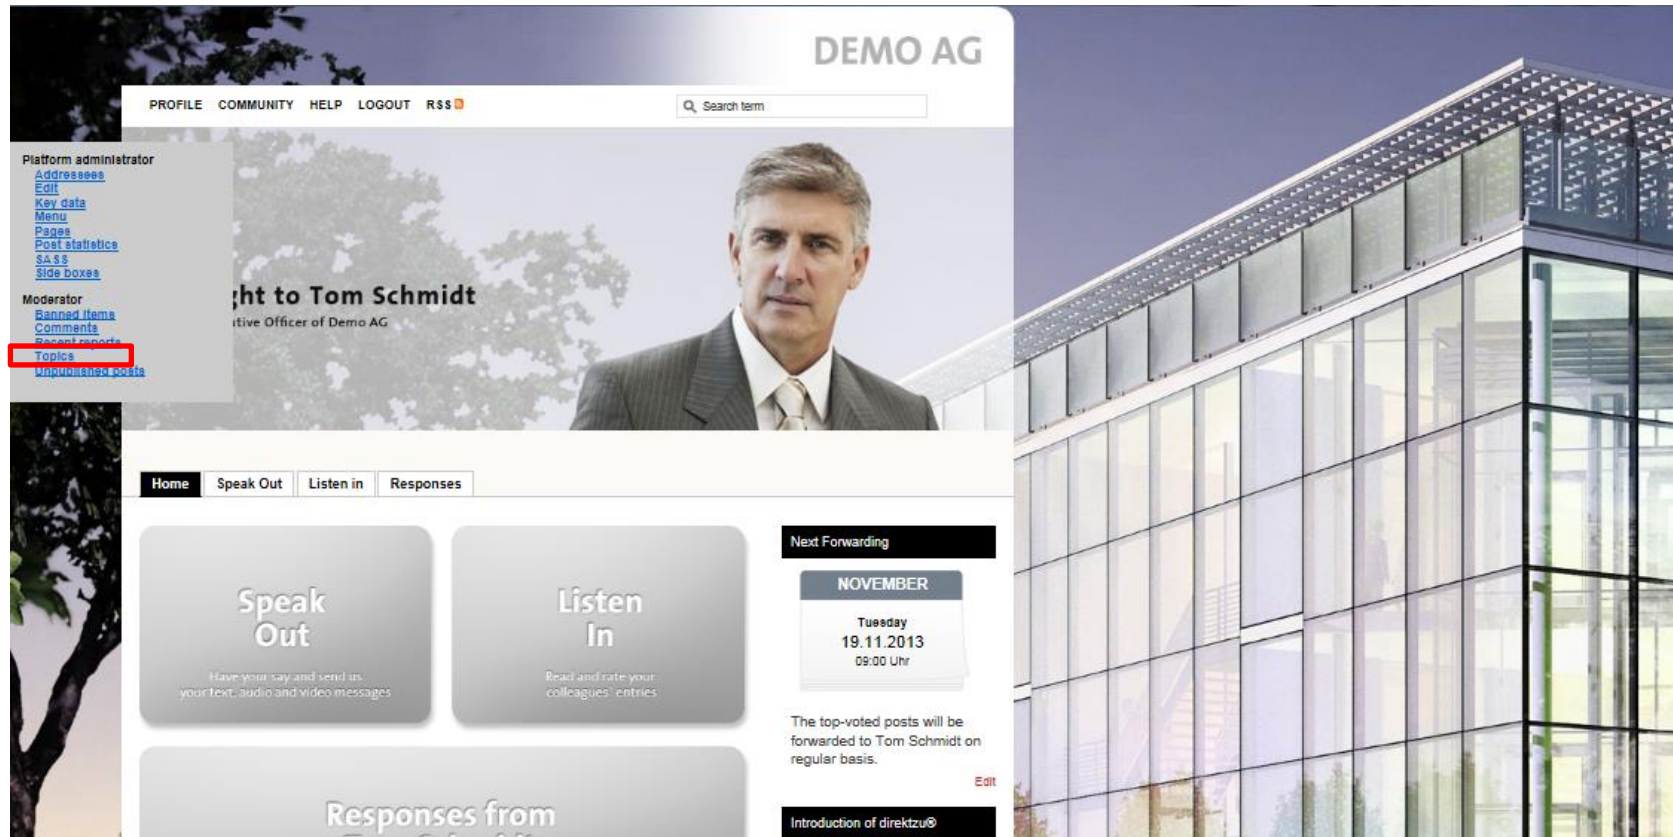 DEMO AG
PROFILE COMMUNITY HELP LOGOUT RSS
Search term
Platform administrator
Addressees
Edit
Key data
Menu
Pages
Post statistics
SASS
Side boxes
Moderator
Banned items
Comments
Recent reports
Topics
Unpublished posts
ght to Tom Schmidt
tive Officer of Demo AG
Home Speak Out Listen in Responses
Speak
Out
Have your say and send us
your text, audio and video messages
Listen
In
Read and rate your
colleagues' entries
Responses from
Next Forwarding
NOVEMBER
Tuesday
19.11.2013
09:00 Uhr
The top-voted posts will be
forwarded to Tom Schmidt on
regular basis.
Edit
Introduction of direktzu®